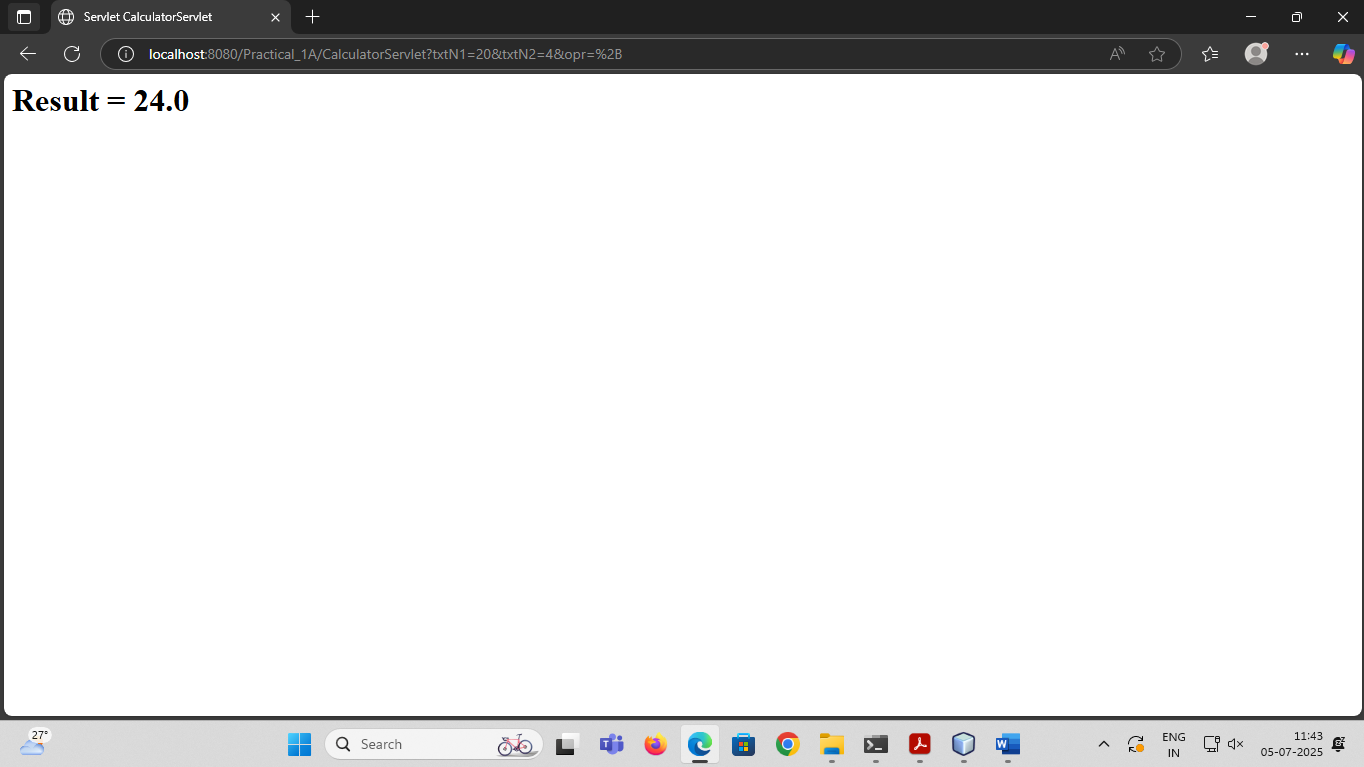 Servlet CalculatorServlet
localhost:8080/Practical_1A/CalculatorServlet?txtN1=20&txtN2=4&opr=%2B
Result = 24.0
27°
Search
ENG
IN
11:43
05-07-2025